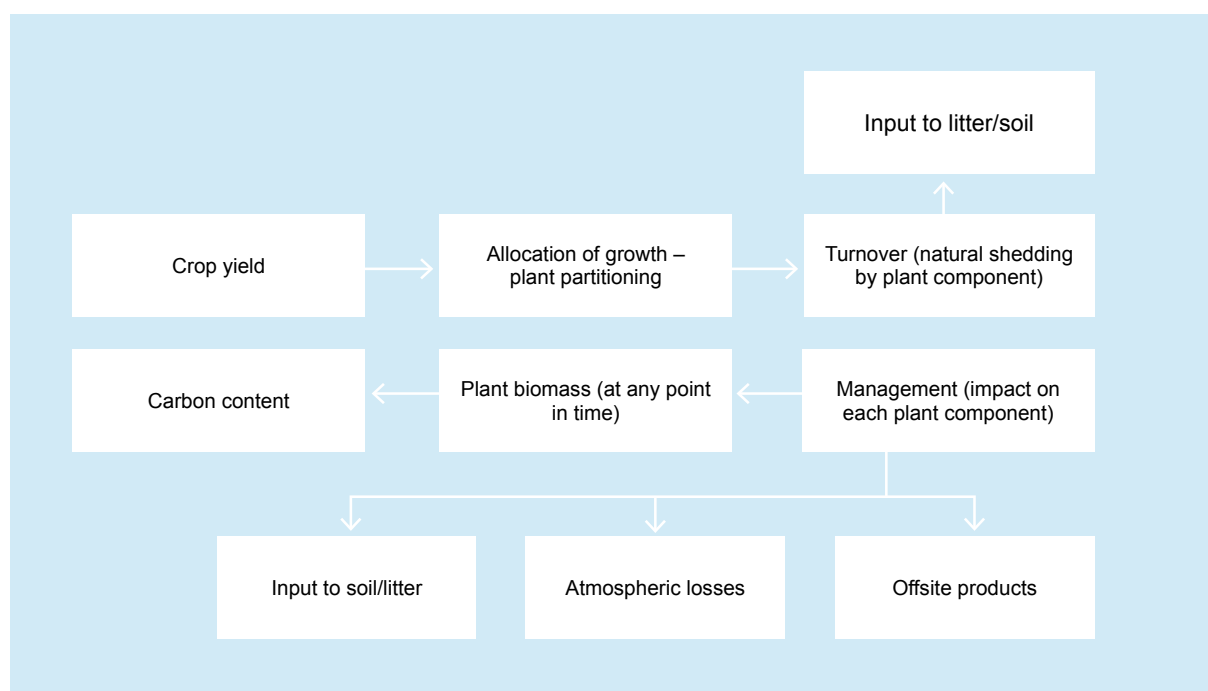 Input to litter/soil
Crop yield
Allocation of growth –
plant partitioning
Turnover (natural shedding
by plant component)
Carbon content
Plant biomass (at any point
in time)
Management (impact on
each plant component)
Input to soil/litter
Atmospheric losses
Offsite products